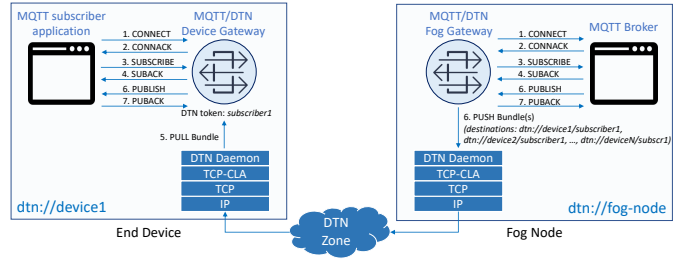 MQTT subscriber
application
1. CONNECT
2. CONNACK
3. SUBSCRIBE
4. SUBACK
6. PUBLISH
7. PUBACK
MQTT/DTN
Device Gateway
DTN token: subscriber1
5. PULL Bundle
DTN Daemon
TCP-CLA
TCP
IP
dtn://device1
End Device
DTN
Zone
MQTT/DTN
Fog Gateway
1. CONNECT
2. CONNACK
3. SUBSCRIBE
4. SUBACK
6. PUBLISH
7. PUBACK
MQTT Broker
6. PUSH Bundle(s)
(destinations: dtn://device1/subscriber1,
dtn://device2/subscriber1, ..., dtn://deviceN/subscr1)
DTN Daemon
TCP-CLA
TCP
IP
dtn://fog-node
Fog Node